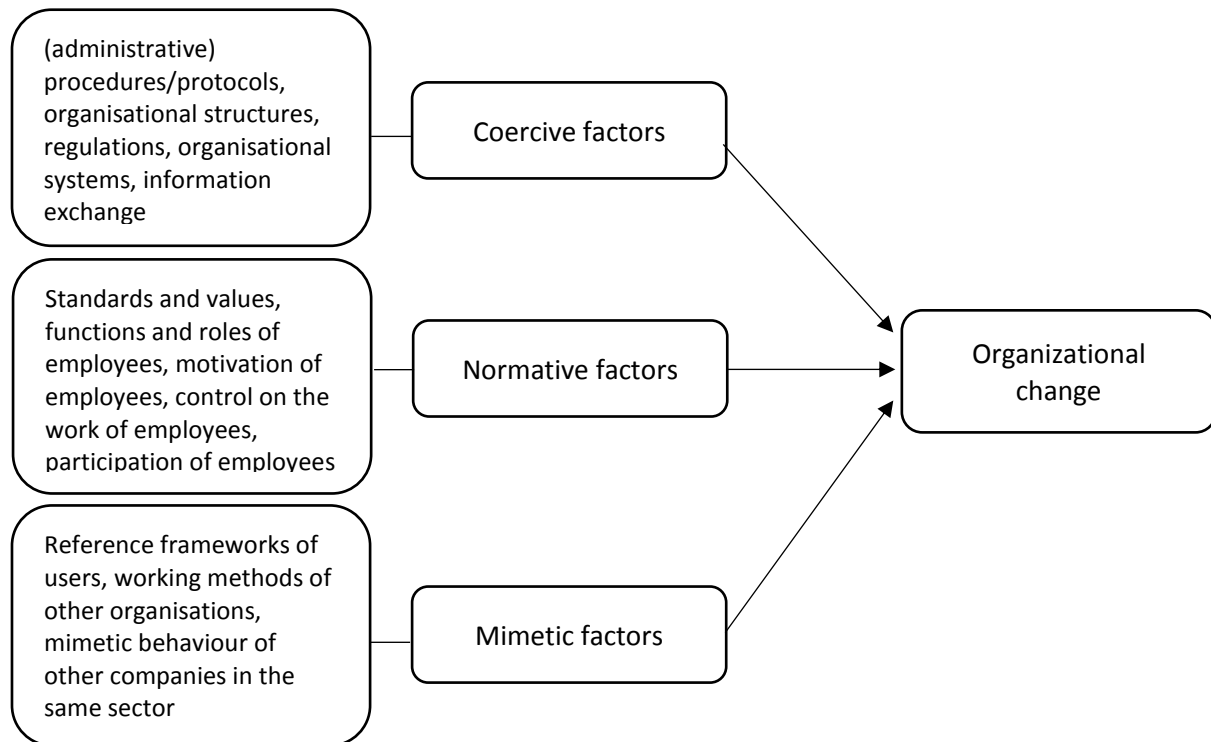 (administrative)
procedures/protocols,
organisational structures,
regulations, organisational
systems, information
exchange
Coercive factors
Standards and values,
functions and roles of
employees, motivation of
employees, control on the
work of employees,
participation of employees
Normative factors
Organizational
change
Reference frameworks of
users, working methods of
other organisations,
mimetic behaviour of
other companies in the
same sector
Mimetic factors